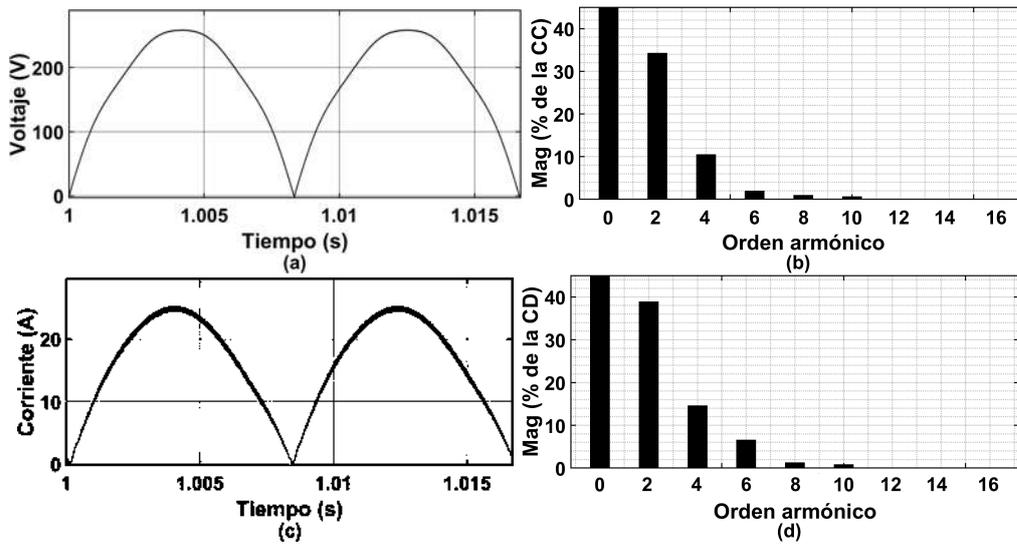 Voltaje (V)
200
100
0
1
1.005
1.01
1.015
Tiempo (s)
(a)
Mag (% de la CC)
40
30
20
10
0
0 2 4 6 8 10 12 14 16
Orden armónico
(b)
Corriente (A)
20
10
0
1
1.005
1.01
1.015
Tiempo (s)
(c)
Mag (% de la CD)
40
30
20
10
0
0 2 4 6 8 10 12 14 16
Orden armónico
(d)